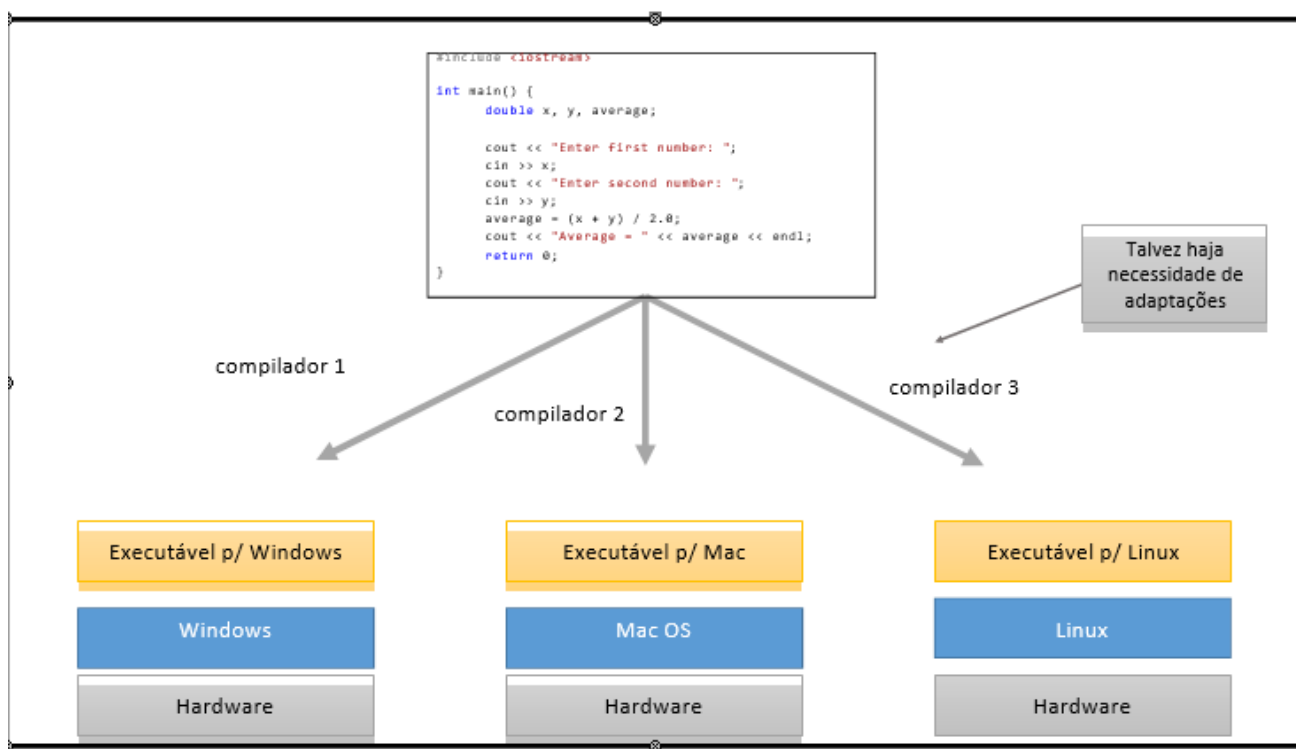 #include <iostream>
int main() {
double x, y, average;
cout << "Enter first number: ";
cin >> x;
cout << "Enter second number: ";
cin >> y;
average = (x + y) / 2.0;
cout << "Average = " << average << endl;
return 0;
}
Talvez haja
necessidade de
adaptações
compilador 1
compilador 2
compilador 3
Executável p/ Windows
Executável p/ Mac
Executável p/ Linux
Windows
Mac OS
Linux
Hardware
Hardware
Hardware